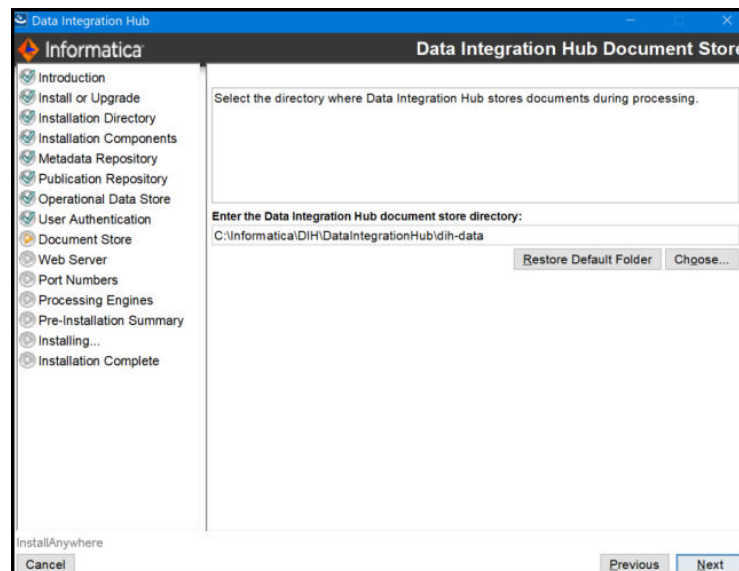 Data Integration Hub
Informatica
Data Integration Hub Document Store
Introduction
Install or Upgrade
Installation Directory
Installation Components
Metadata Repository
Publication Repository
Operational Data Store
User Authentication
Document Store
Web Server
Port Numbers
Processing Engines
Pre-Installation Summary
Installing...
Installation Complete
Select the directory where Data Integration Hub stores documents during processing.
Enter the Data Integration Hub document store directory:
C:\Informatica\DIH\DataIntegrationHub\dih-data
Restore Default Folder
Choose...
InstallAnywhere
Cancel
Previous
Next